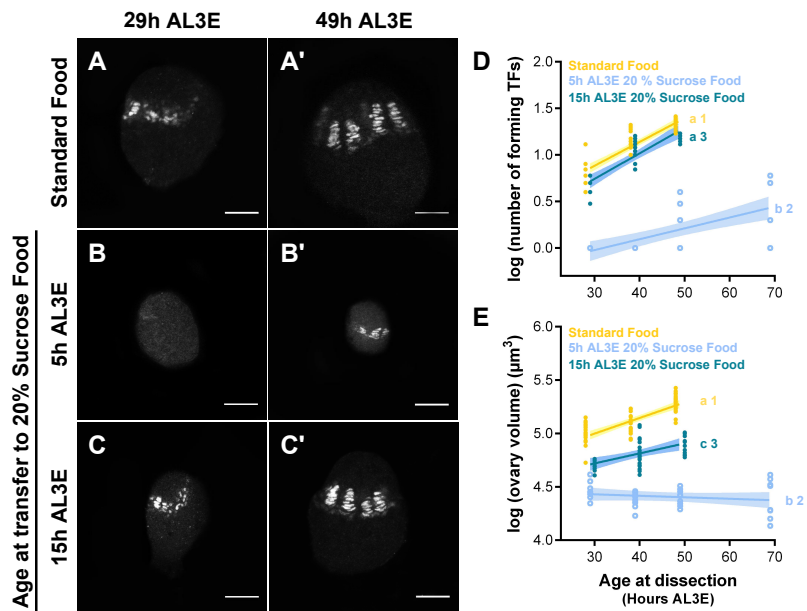 29h AL3E
49h AL3E
Standard Food
A
A'
Age at transfer to 20% Sucrose Food
5h AL3E
B
B'
15h AL3E
C
C'
D
log (number of forming TFs)
2.0
1.5
1.0
0.5
0.0
Standard Food
5h AL3E 20 % Sucrose Food
15h AL3E 20% Sucrose Food
a 1
a 3
b 2
30 40 50 60 70
E
log (ovary volume) (µm³)
6.0
5.5
5.0
4.5
4.0
Standard Food
5h AL3E 20% Sucrose Food
15h AL3E 20% Sucrose Food
a 1
c 3
b 2
30 40 50 60 70
Age at dissection
(Hours AL3E)